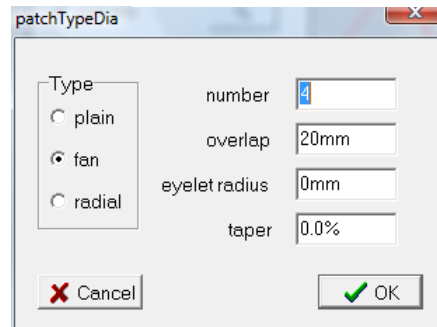 patchTypeDia
Type
plain
fan
radial
number 4
overlap 20mm
eyelet radius 0mm
taper 0.0%
Cancel
OK